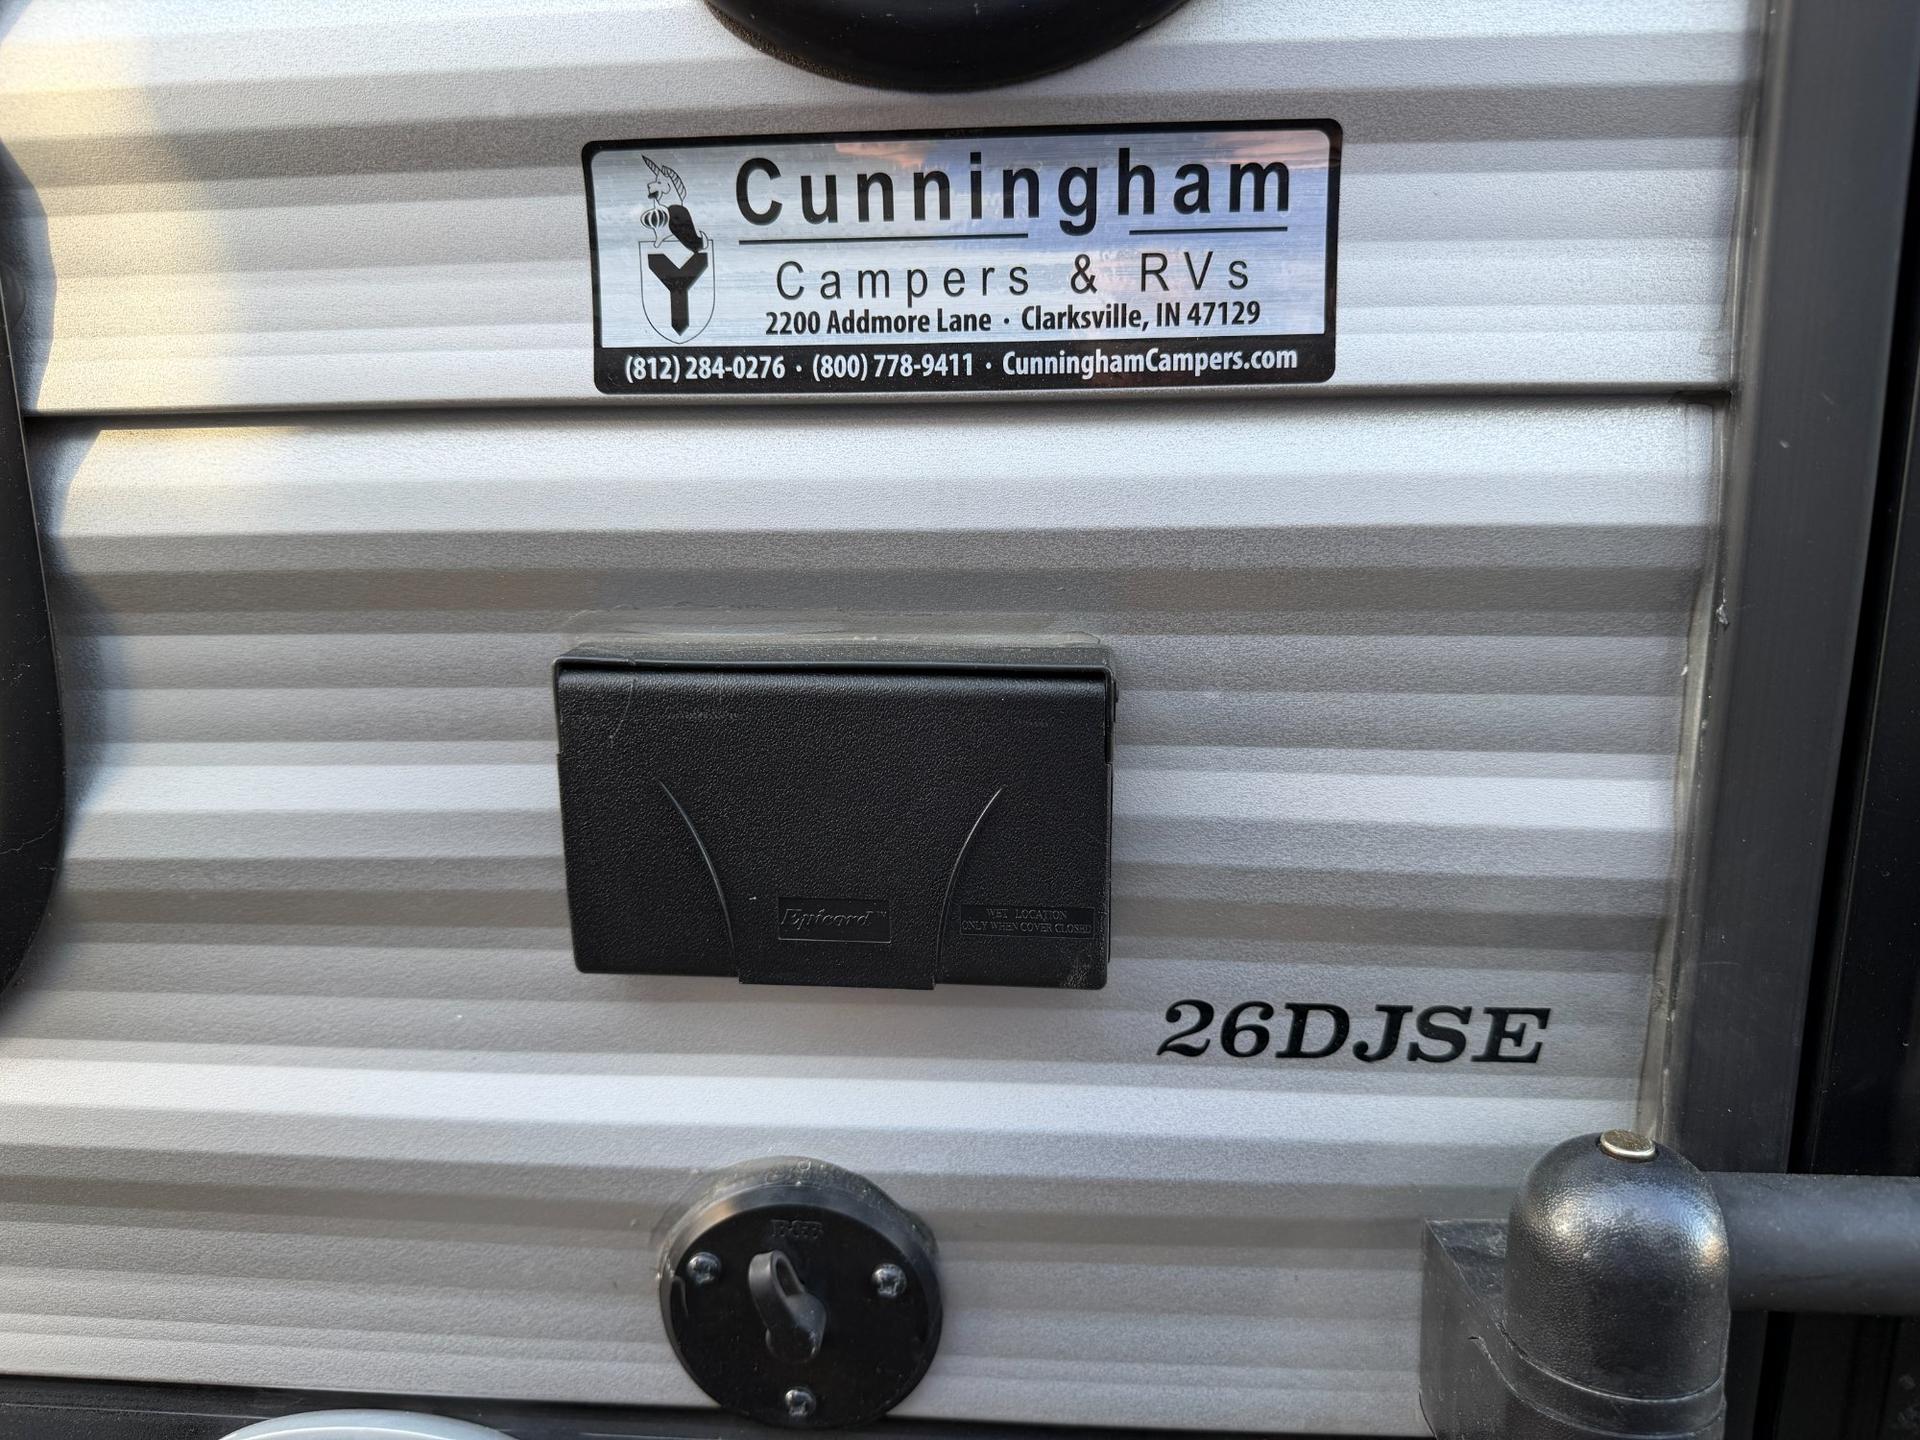 Cunningham
Campers & RVs
2200 Addmore Lane · Clarksville, IN 47129
(812) 284-0276 · (800) 778-9411 · CunninghamCampers.com
Epicord™
WET LOCATION
ONLY WHEN COVER CLOSED
26DJSE